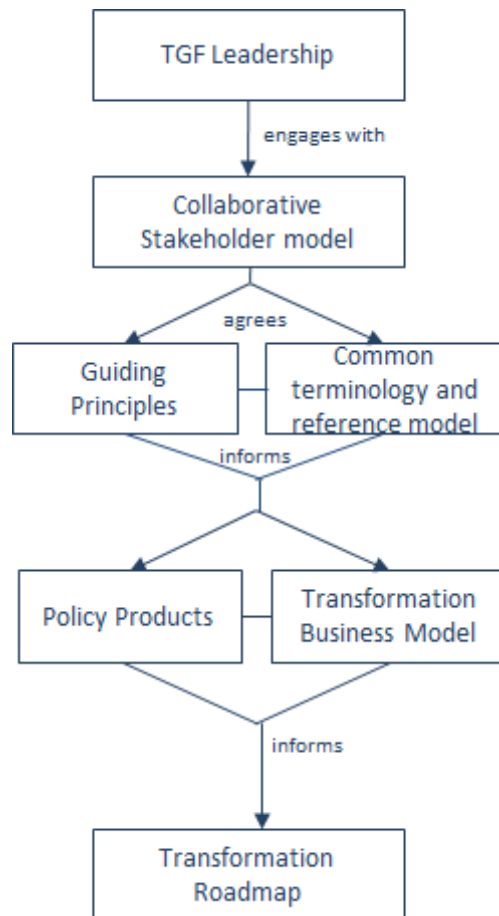 TGF Leadership
engages with
Collaborative
Stakeholder model
agrees
Guiding
Principles
Common
terminology and
reference model
informs
Policy Products
Transformation
Business Model
informs
Transformation
Roadmap